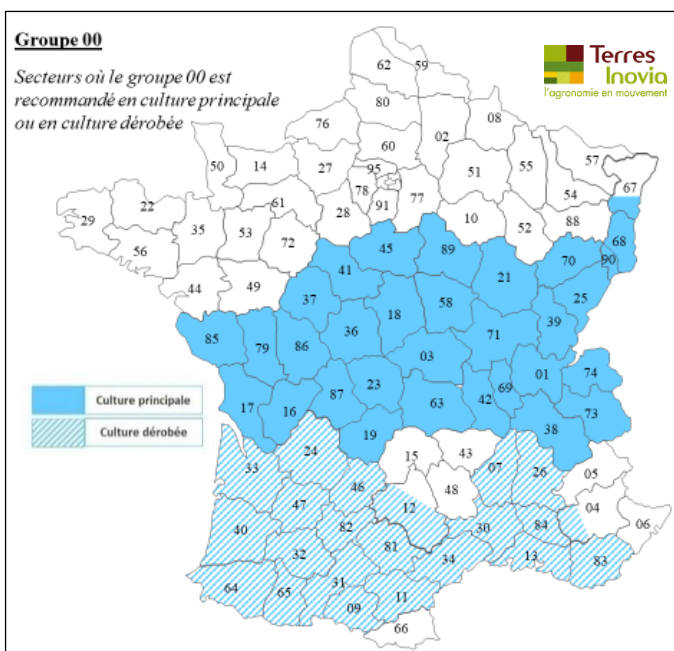 Groupe 00
Secteurs où le groupe 00 est
recommandé en culture principale
ou en culture dérobée
Terres
Inovia
l'agronomie en mouvement
62 59
80
76 02 08
60
50 14 27 95 51 55 57
67
78 77 54
61 91
29 22 28 10 88
35 53 52
56 72 68
45 89 70 90
41 21
44 49 25
37 58
18 39
36 71
85 79 86
03
01 74
87 23 69
17 16 63 42 73
19 38
Culture principale
Culture dérobée
24 43
15 07 26 05
33 46 48
47 12 04
40 30 84 06
82 81
32 34 13 83
31
64 65 11
09
66